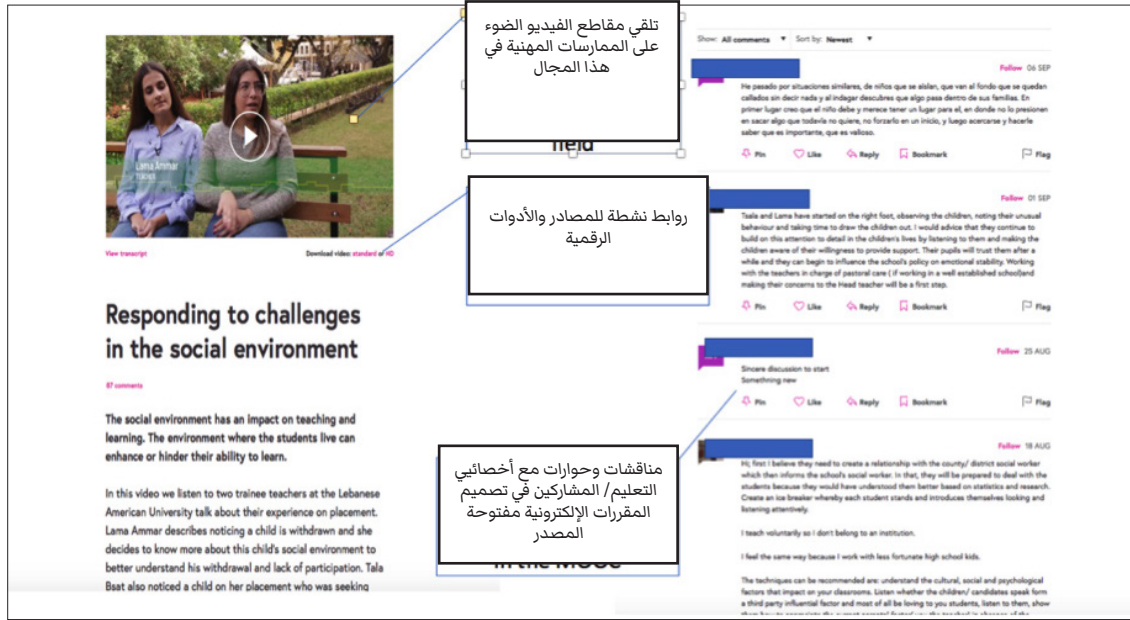 تلقي مقاطع الفيديو الضوء
على الممارسات المهنية في
هذا المجال
field
روابط نشطة للمصادر والأدوات
الرقمية
مناقشات وحوارات مع أخصائيي
التعليم/ المشاركين في تصميم
المقررات الإلكترونية مفتوحة
المصدر
in the MOOC
Lama Ammar
View transcript
Download video: standard or HD
Responding to challenges
in the social environment
87 comments
The social environment has an impact on teaching and
learning. The environment where the students live can
enhance or hinder their ability to learn.
In this video we listen to two trainee teachers at the Lebanese
American University talk about their experience on placement.
Lama Ammar describes noticing a child is withdrawn and she
decides to know more about this child's social environment to
better understand his withdrawal and lack of participation. Tala
Bsat also noticed a child on her placement who was seeking
Show: All comments Sort by: Newest
Follow 06 SEP
He pasado por situaciones similares, de niños que se aíslan, que van al fondo que se quedan
callados sin decir nada y al indagar descubres que algo pasa dentro de sus familias. En
primer lugar creo que el niño debe y merece tener un lugar para el, en donde no lo presionen
en sacar algo que todavía no quiere, no forzarlo en un inicio, y luego acercarse y hacerle
saber que es importante, que es valioso.
Pin Like Reply Bookmark Flag
Follow 01 SEP
Tsala and Lama have started on the right foot, observing the children, noting their unusual
behaviour and taking time to draw the children out. I would advice that they continue to
build on this attention to detail in the children's lives by listening to them and making the
children aware of their willingness to provide support. Their pupils will trust them after a
while and they can begin to influence the school's policy on emotional stability. Working
with the teachers in charge of pastoral care ( if working in a well established school)and
making their concerns to the Head teacher will be a first step.
Pin Like Reply Bookmark Flag
Follow 25 AUG
Sincere discussion to start
Somethning new
Pin Like Reply Bookmark Flag
Follow 18 AUG
Hi; first I believe they need to create a relationship with the county/ district social worker
which then informs the school's social worker. In that, they will be prepared to deal with the
students because they would have understood them better based on statistics and research.
Create an ice breaker whereby each student stands and introduces themselves looking and
listening attentively.
I teach voluntarily so I don't belong to an institution.
I feel the same way because I work with less fortunate high school kids.
The techniques can be recommended are: understand the cultural, social and psychological
factors that impact on your classrooms. Listen whether the children/ candidates speak form
a third party influential factor and most of all be loving to you students, listen to them, show